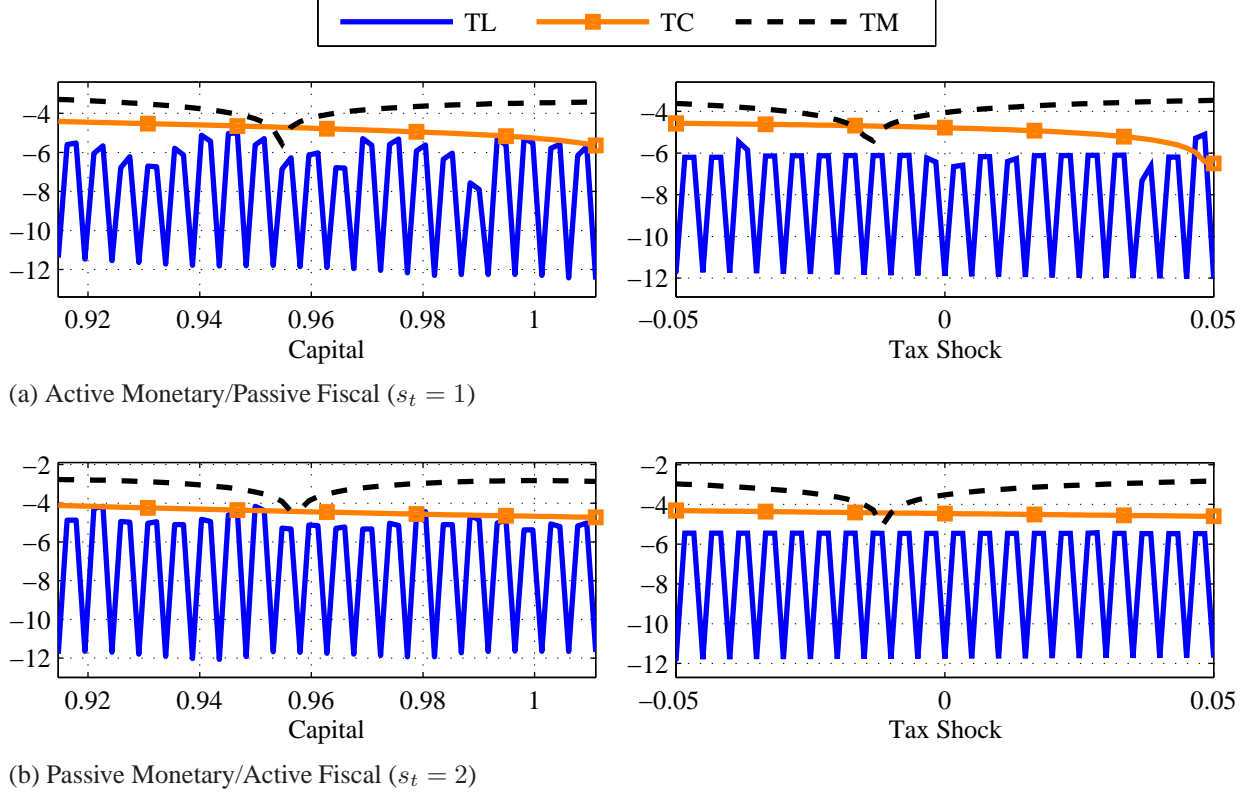 TL TC TM
−4
−6
−8
−10
−12
0.92 0.94 0.96 0.98 1
Capital
−4
−6
−8
−10
−12
−0.05 0 0.05
Tax Shock
(a) Active Monetary/Passive Fiscal (s_t = 1)
−2
−4
−6
−8
−10
−12
0.92 0.94 0.96 0.98 1
Capital
−2
−4
−6
−8
−10
−12
−0.05 0 0.05
Tax Shock
(b) Passive Monetary/Active Fiscal (s_t = 2)